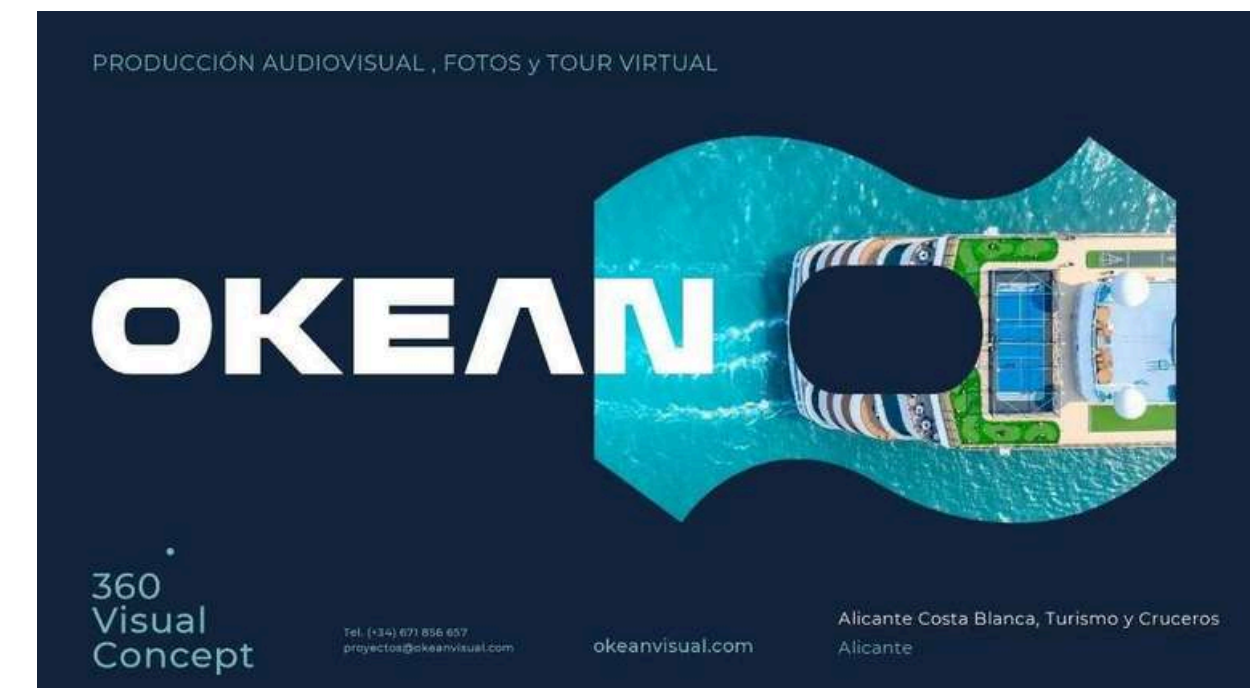 PRODUCCIÓN AUDIOVISUAL , FOTOS y TOUR VIRTUAL
OKEAN
360
Visual
Concept
Tel. (+34) 671 856 657
proyectos@okeanvisual.com
okeanvisual.com
Alicante Costa Blanca, Turismo y Cruceros
Alicante